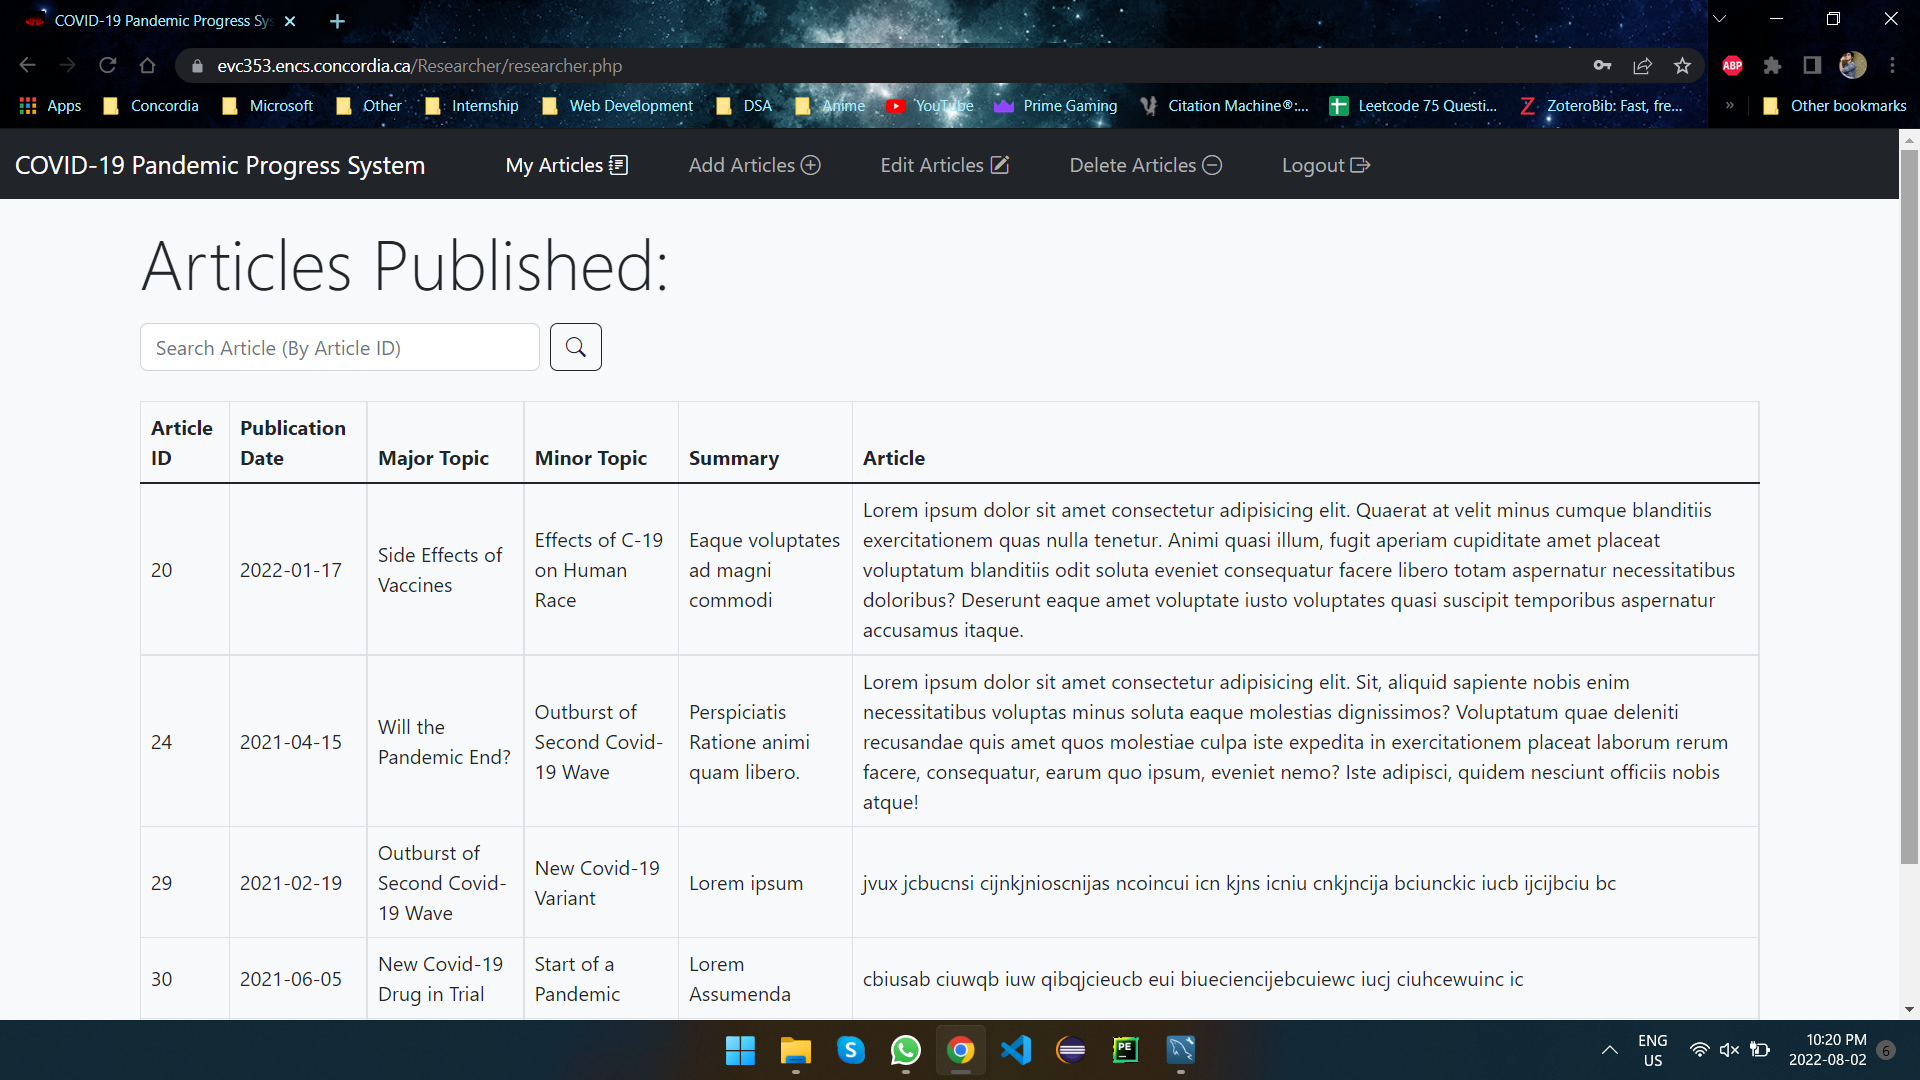 COVID-19 Pandemic Progress Sys
evc353.encs.concordia.ca/Researcher/researcher.php
ABP
Apps Concordia Microsoft Other Internship Web Development DSA Anime YouTube Prime Gaming Citation Machine®:... Leetcode 75 Questi... ZoteroBib: Fast, fre... » Other bookmarks
COVID-19 Pandemic Progress System My Articles Add Articles Edit Articles Delete Articles Logout
Articles Published:
Search Article (By Article ID)
Article
ID
Publication
Date
Major Topic
Minor Topic
Summary
Article
20
2022-01-17
Side Effects of
Vaccines
Effects of C-19
on Human
Race
Eaque voluptates
ad magni
commodi
Lorem ipsum dolor sit amet consectetur adipisicing elit. Quaerat at velit minus cumque blanditiis
exercitationem quas nulla tenetur. Animi quasi illum, fugit aperiam cupiditate amet placeat
voluptatum blanditiis odit soluta eveniet consequatur facere libero totam aspernatur necessitatibus
doloribus? Deserunt eaque amet voluptate iusto voluptates quasi suscipit temporibus aspernatur
accusamus itaque.
24
2021-04-15
Will the
Pandemic End?
Outburst of
Second Covid-
19 Wave
Perspiciatis
Ratione animi
quam libero.
Lorem ipsum dolor sit amet consectetur adipisicing elit. Sit, aliquid sapiente nobis enim
necessitatibus voluptas minus soluta eaque molestias dignissimos? Voluptatum quae deleniti
recusandae quis amet quos molestiae culpa iste expedita in exercitationem placeat laborum rerum
facere, consequatur, earum quo ipsum, eveniet nemo? Iste adipisci, quidem nesciunt officiis nobis
atque!
29
2021-02-19
Outburst of
Second Covid-
19 Wave
New Covid-19
Variant
Lorem ipsum
jvux jcbucnsi cijnkjnioscnijas ncoincui icn kjns icniu cnkjncija bciunckic iucb ijcijbciu bc
30
2021-06-05
New Covid-19
Drug in Trial
Start of a
Pandemic
Lorem
Assumenda
cbiusab ciuwqb iuw qibqjcieucb eui biueciencijebcuiewc iucj ciuhcewuinc ic
S
PE
ENG
US
10:20 PM
2022-08-02
6